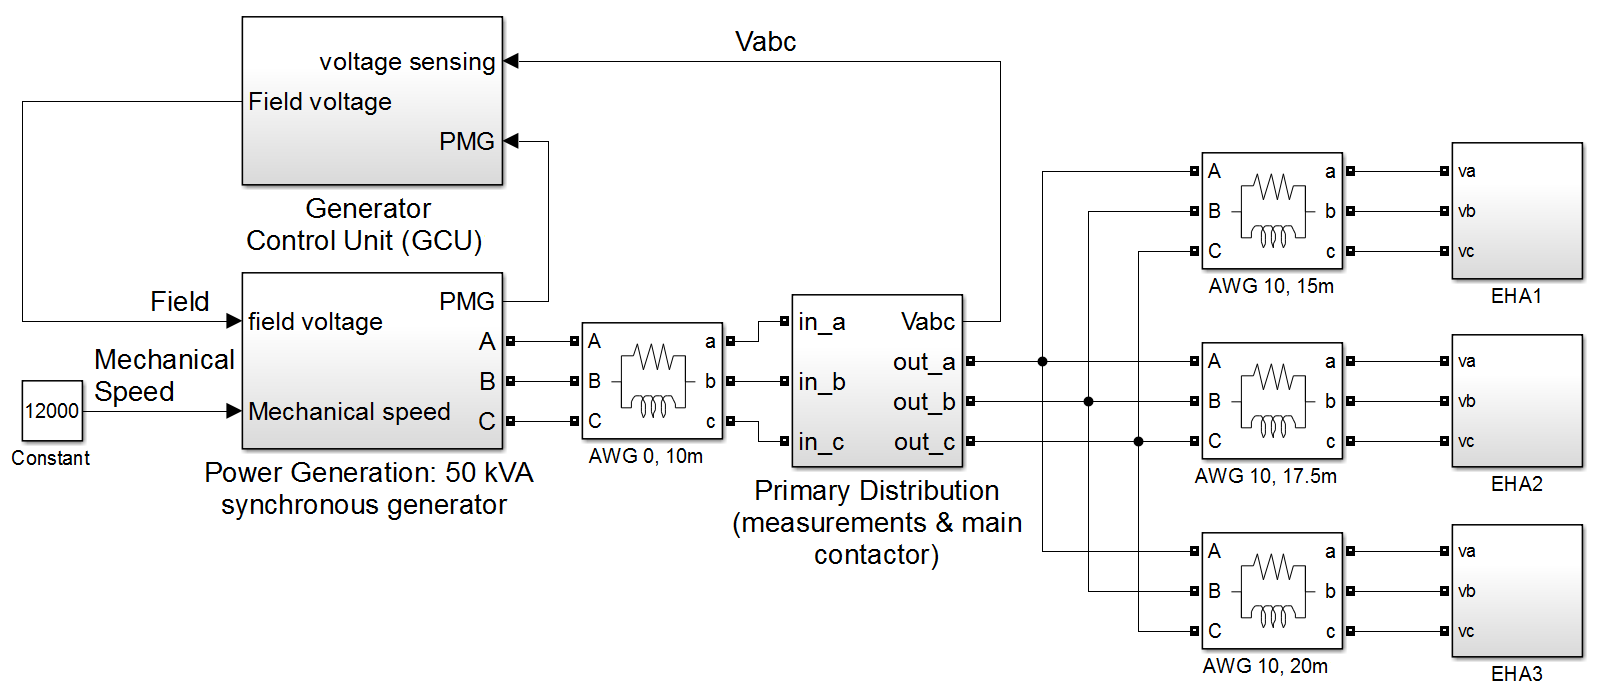 Vabc
voltage sensing
Field voltage
PMG
Generator
Control Unit (GCU)
Field
Mechanical
Speed
12000
Constant
PMG
field voltage
A
B
Mechanical speed
C
Power Generation: 50 kVA
synchronous generator
A a
B b
C c
AWG 0, 10m
in_a Vabc
out_a
in_b
out_b
in_c out_c
Primary Distribution
(measurements & main
contactor)
A a
B b
C c
AWG 10, 15m
va
vb
vc
EHA1
A a
B b
C c
AWG 10, 17.5m
va
vb
vc
EHA2
A a
B b
C c
AWG 10, 20m
va
vb
vc
EHA3